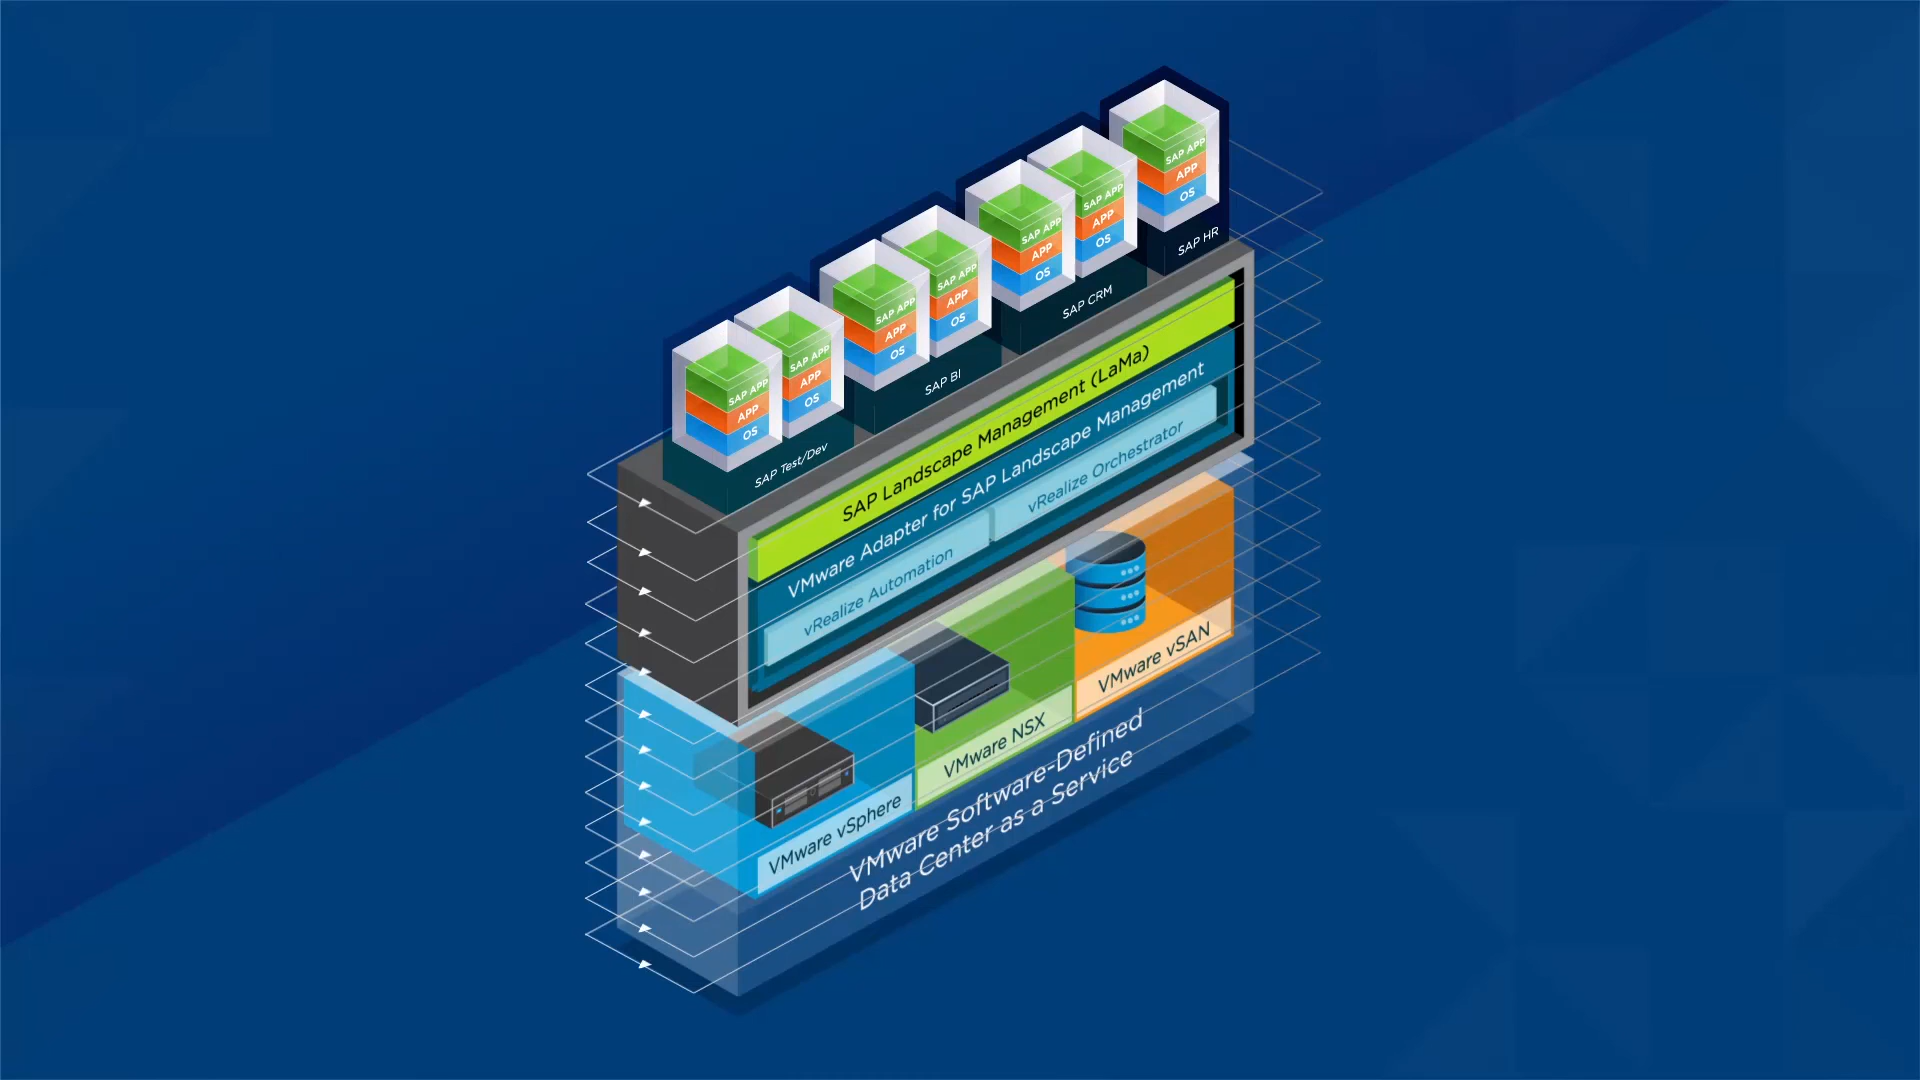 SAP APP
APP
OS
SAP HR
SAP APP
APP
OS
SAP APP
APP
OS
SAP CRM
SAP APP
APP
OS
SAP APP
APP
OS
SAP BI
SAP APP
APP
OS
SAP APP
APP
OS
SAP Test/Dev
SAP Landscape Management (LaMa)
VMware Adapter for SAP Landscape Management
vRealize Automation
vRealize Orchestrator
VMware vSphere
VMware NSX
VMware vSAN
VMware Software-Defined
Data Center as a Service